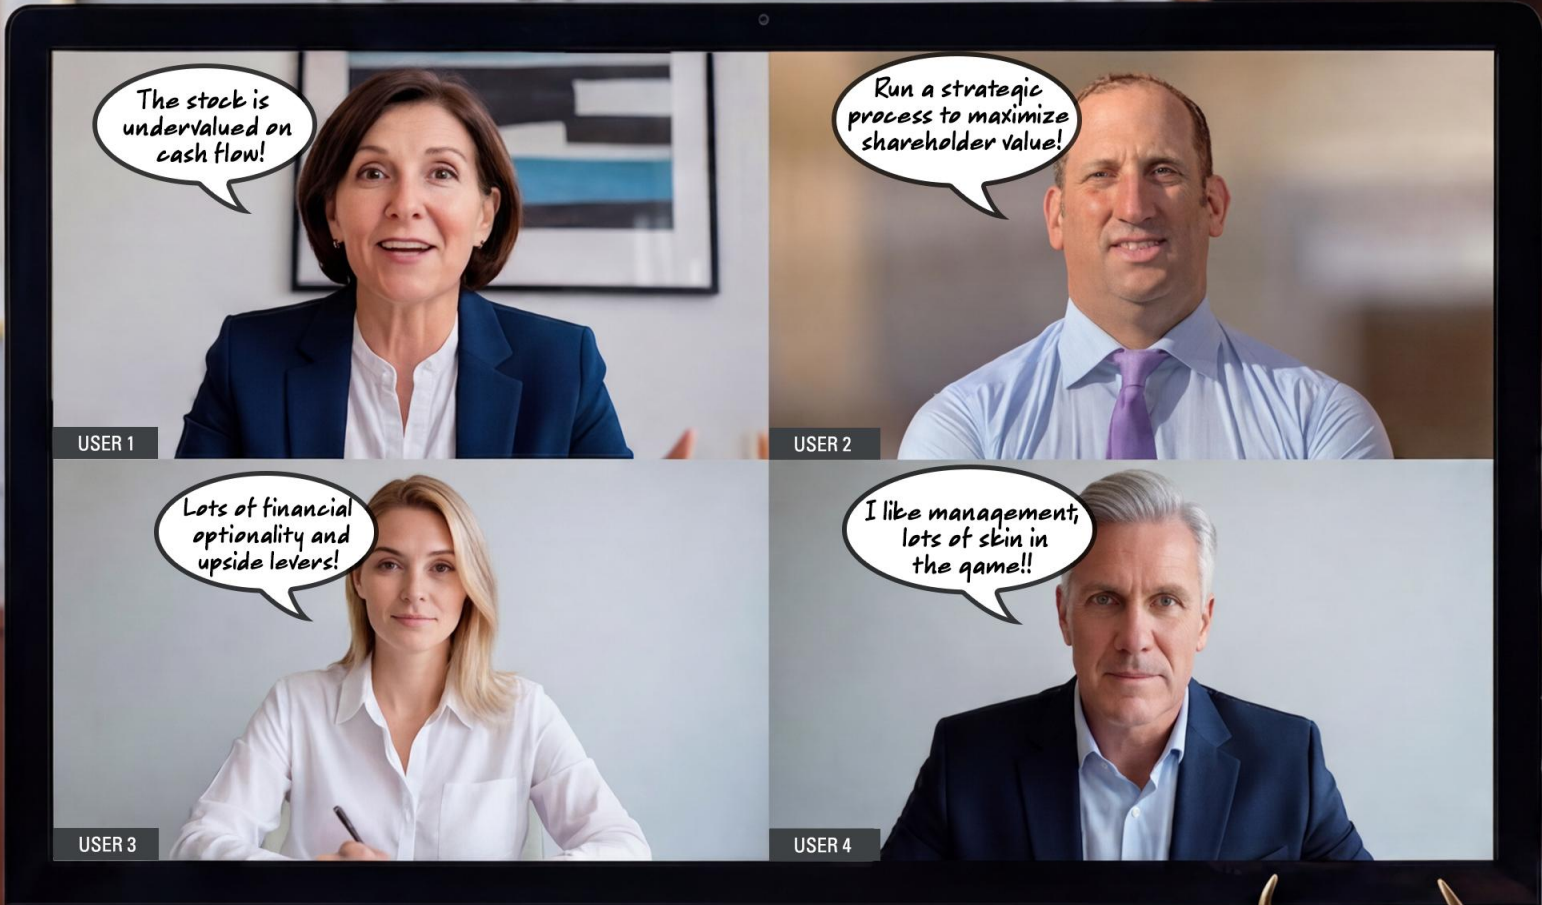 The stock is
undervalued on
cash flow!
Run a strategic
process to maximize
shareholder value!
USER 1
USER 2
Lots of financial
optionality and
upside levers!
I like management,
lots of skin in
the game!!
USER 3
USER 4